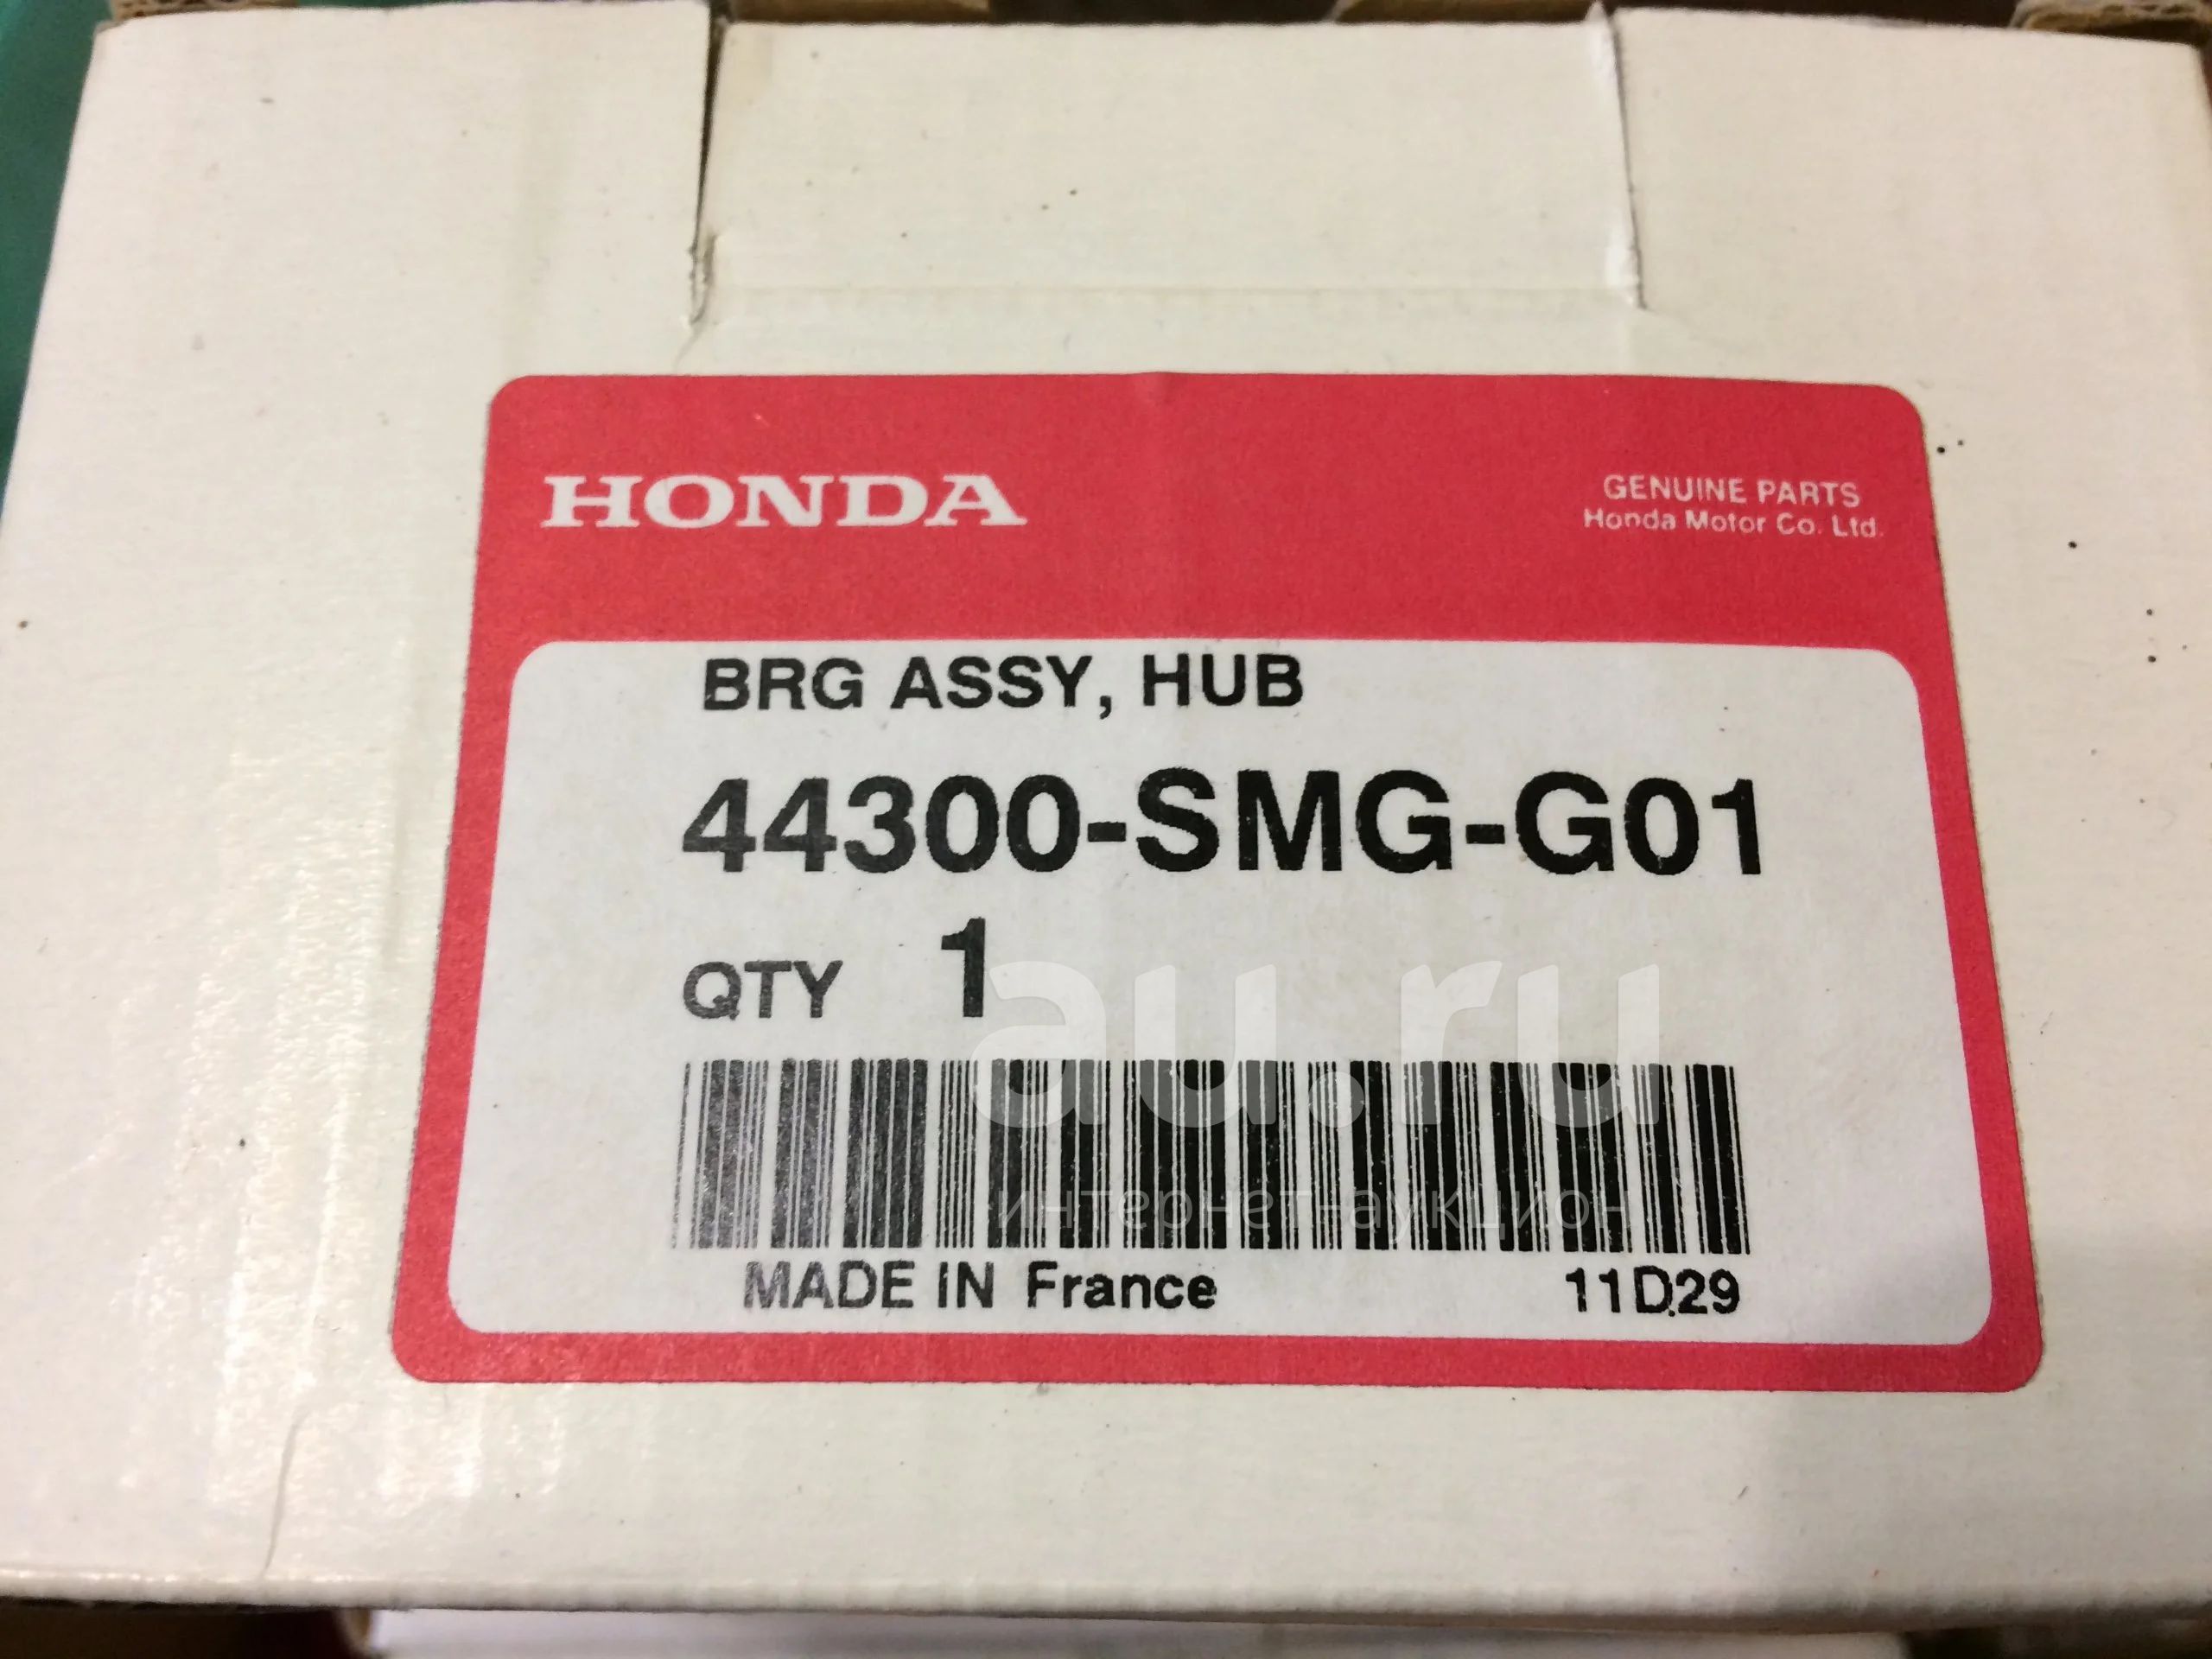 HONDA
GENUINE PARTS
Honda Motor Co. Ltd.
BRG ASSY, HUB
44300-SMG-G01
QTY 1
au.ru
интернет-аукцион
MADE IN France 11D29